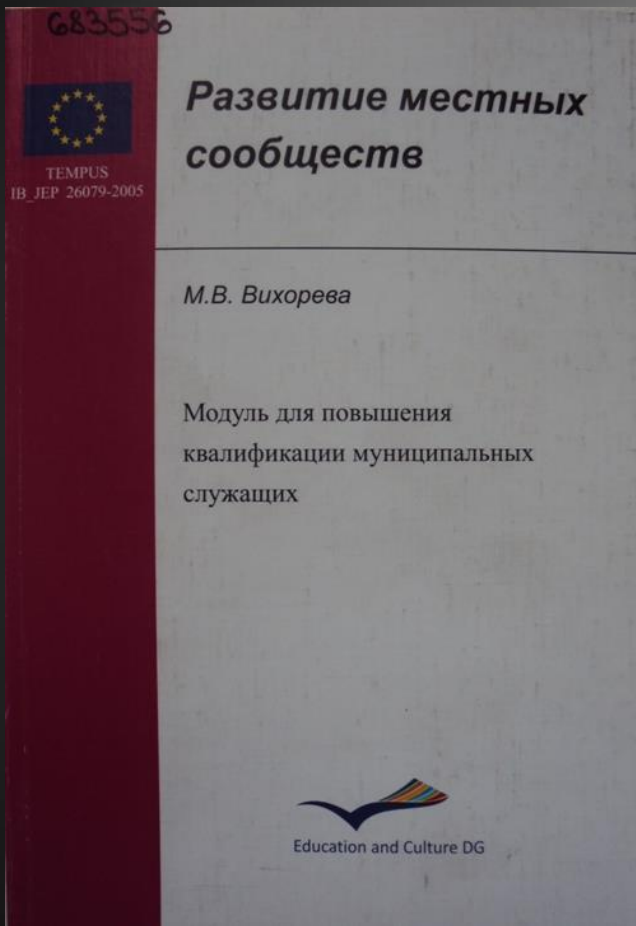 683556
TEMPUS
IB_JEP 26079-2005
Развитие местных
сообществ
М.В. Вихорева
Модуль для повышения
квалификации муниципальных
служащих
Education and Culture DG